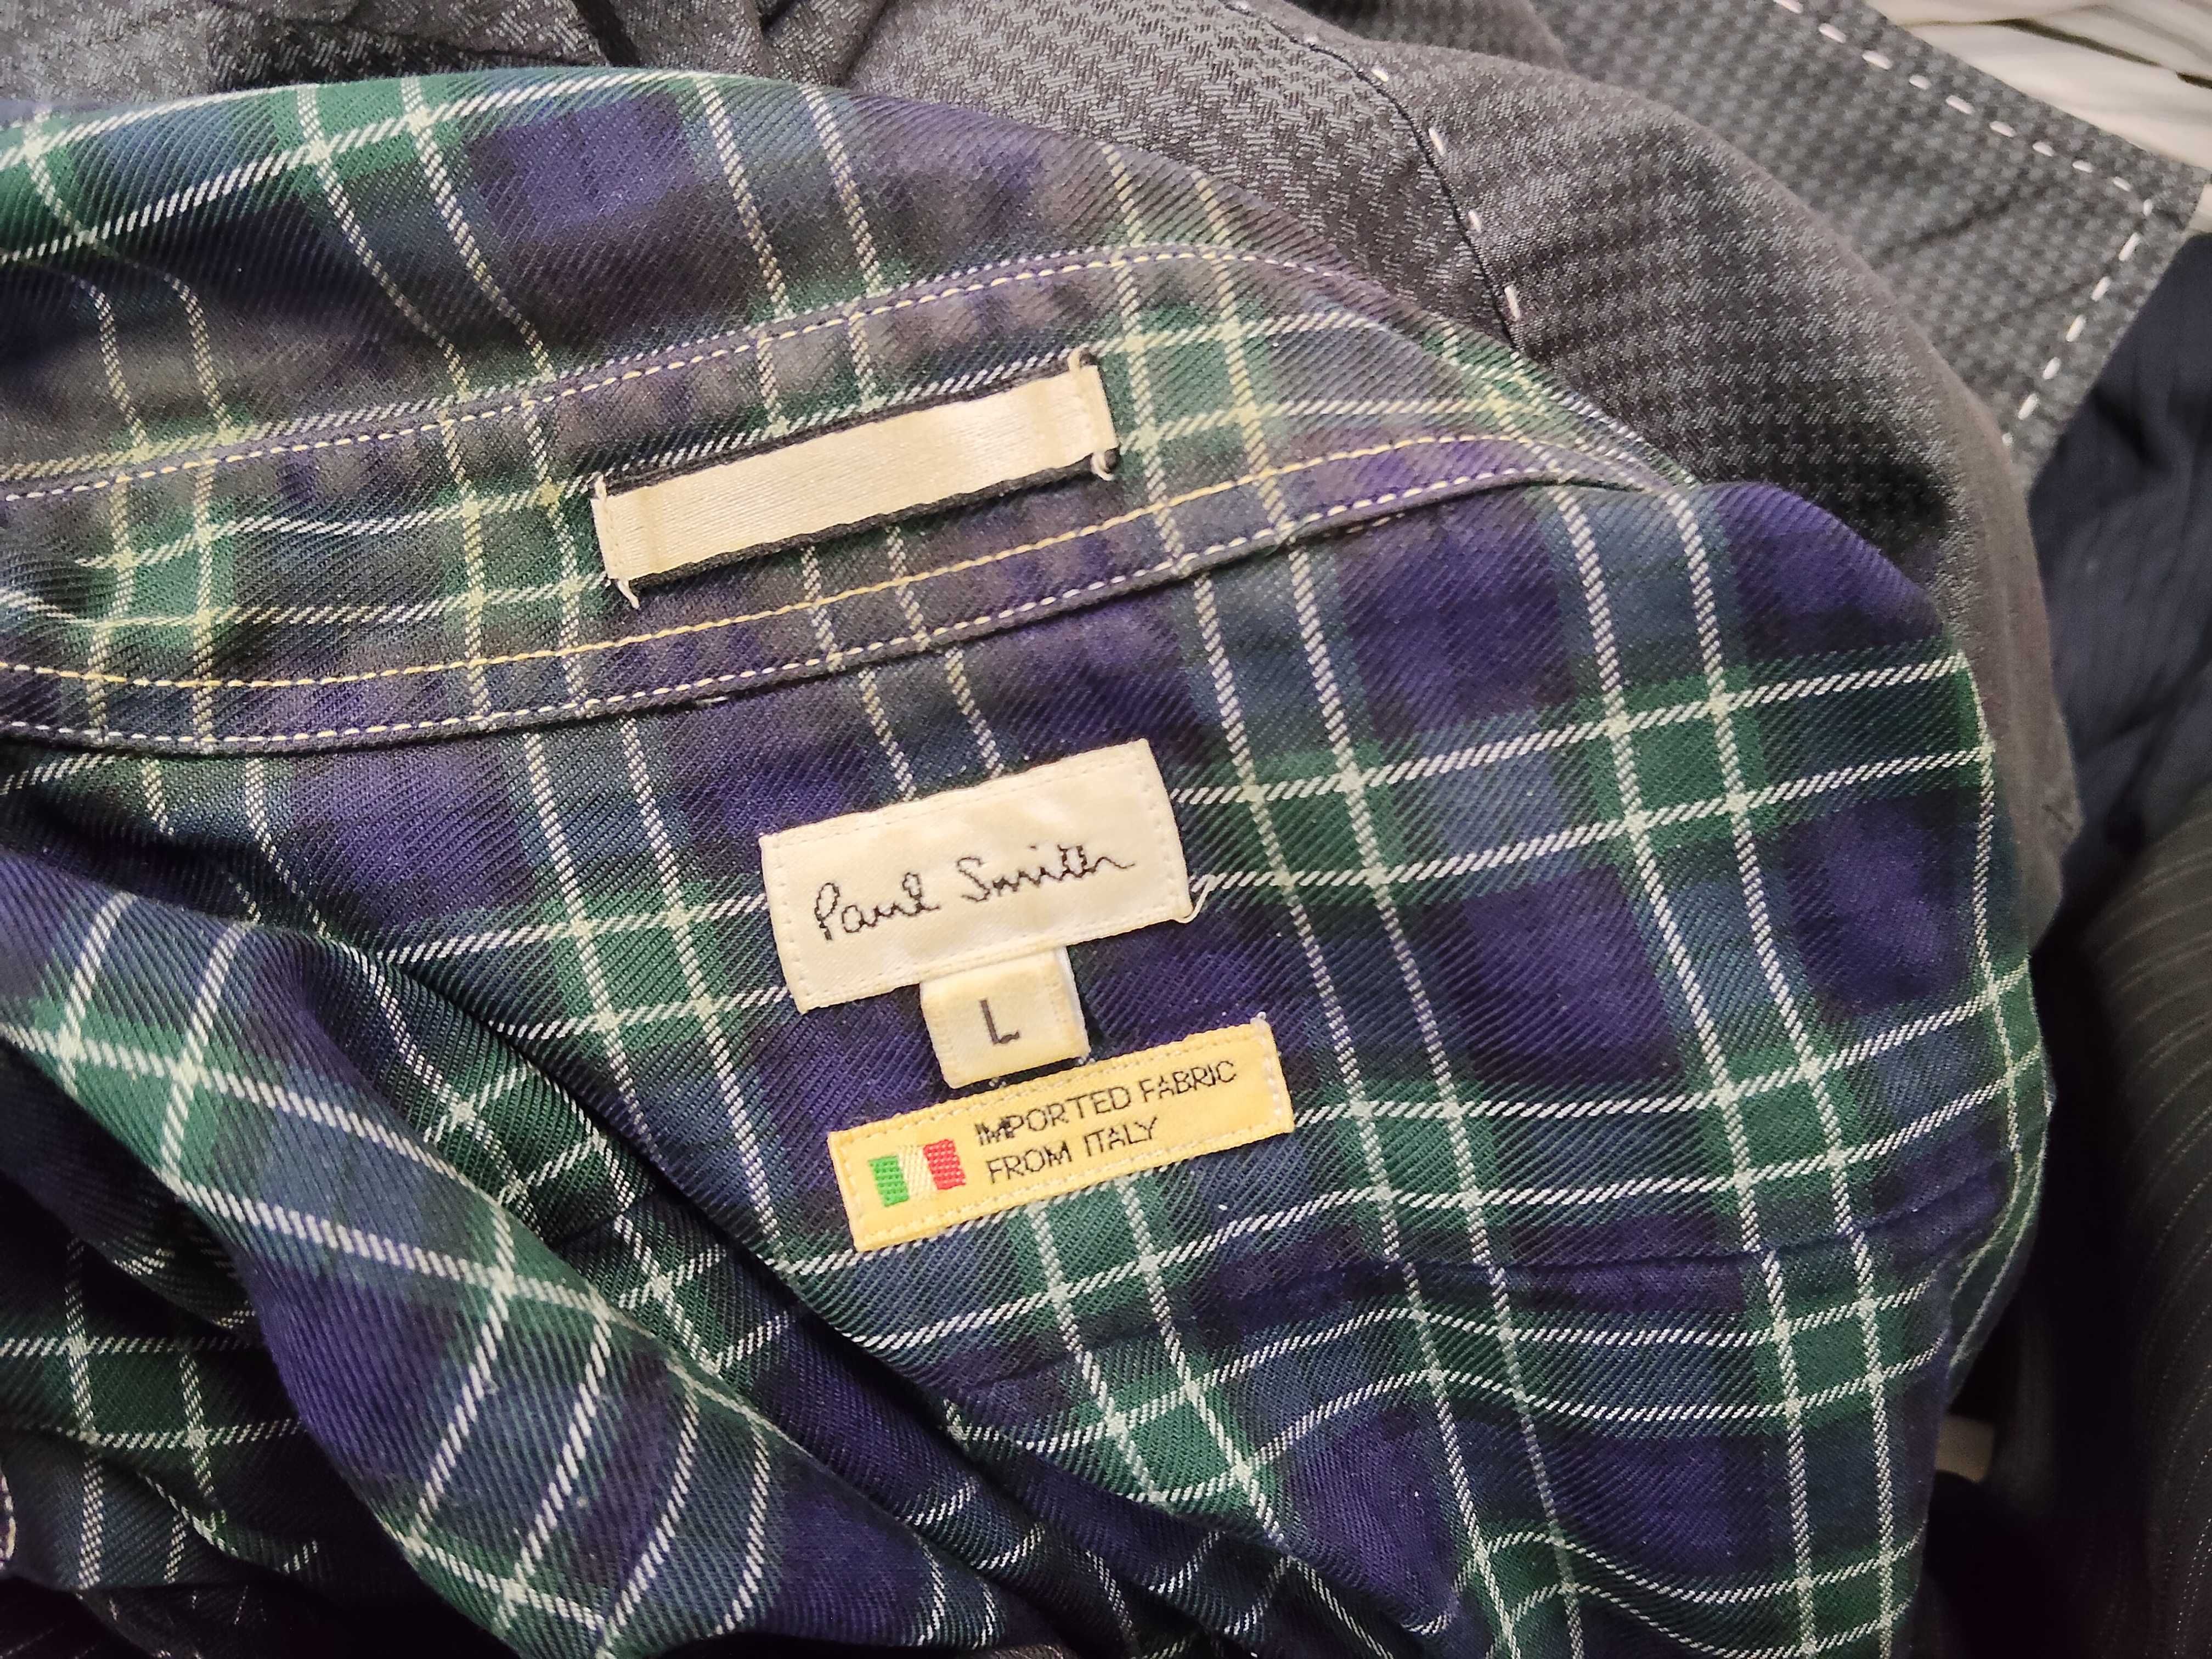 Paul Smith
L
IMPORTED FABRIC
FROM ITALY